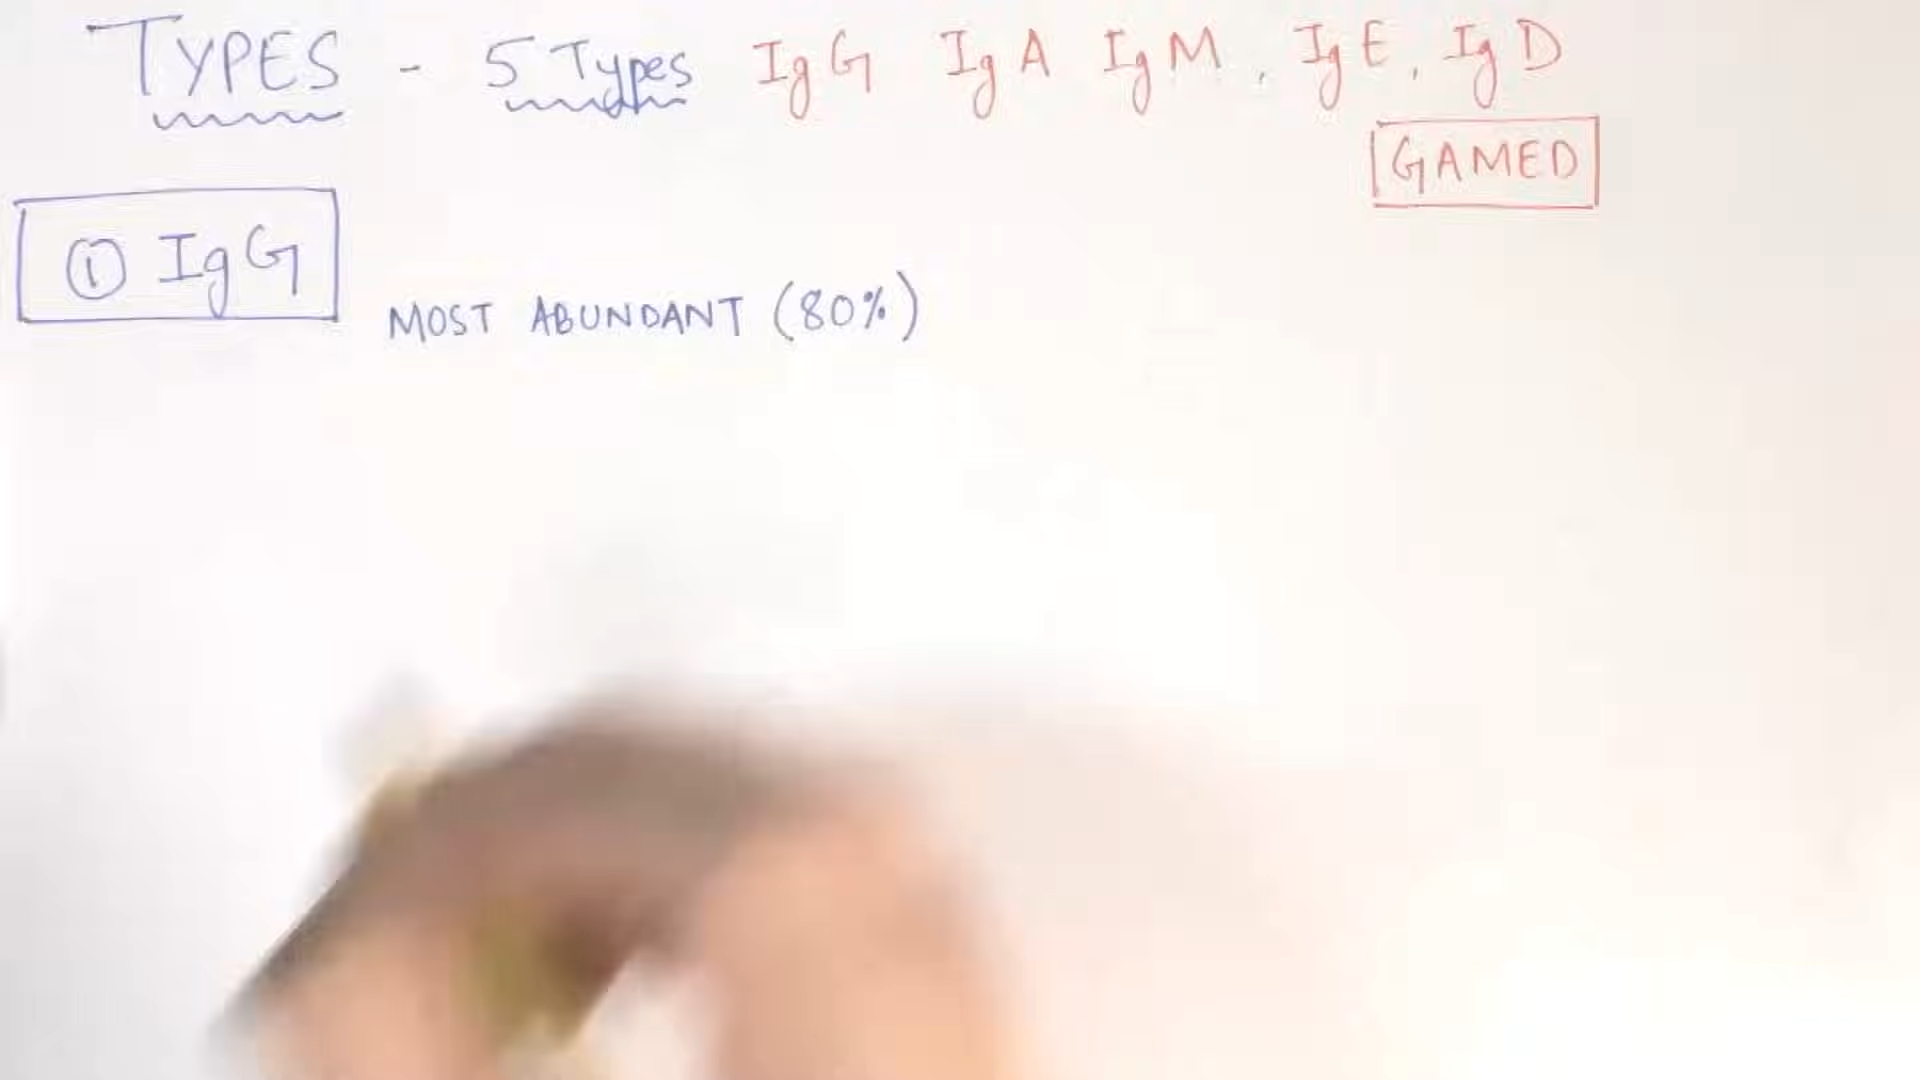 TYPES - 5 Types IgG IgA IgM, IgE, IgD
GAMED
① IgG
MOST ABUNDANT (80%)